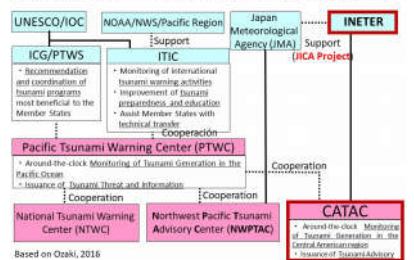 UNESCO/IOC
NOAA/NWS/Pacific Region
Japan
Meteorological
Agency (JMA)
INETER
Support
Support
(JICA Project)
ICG/PTWS
• Recommendation
and coordination of
tsunami programs
most beneficial to the
Member States
ITIC
• Monitoring of international
tsunami warning activities
• Improvement of tsunami
preparedness and education
• Assist Member States with
technical transfer
Cooperación
Pacific Tsunami Warning Center (PTWC)
• Around-the-clock Monitoring of Tsunami Generation in the
Pacific Ocean
• Issuance of Tsunami Threat and Information
Cooperation
Cooperation
Cooperation
National Tsunami Warning
Center (NTWC)
Northwest Pacific Tsunami
Advisory Center (NWPTAC)
CATAC
• Around-the-clock Monitoring
of Tsunami Generation in the
Central American region
• Issuance of Tsunami Advisory
Based on Ozaki, 2016